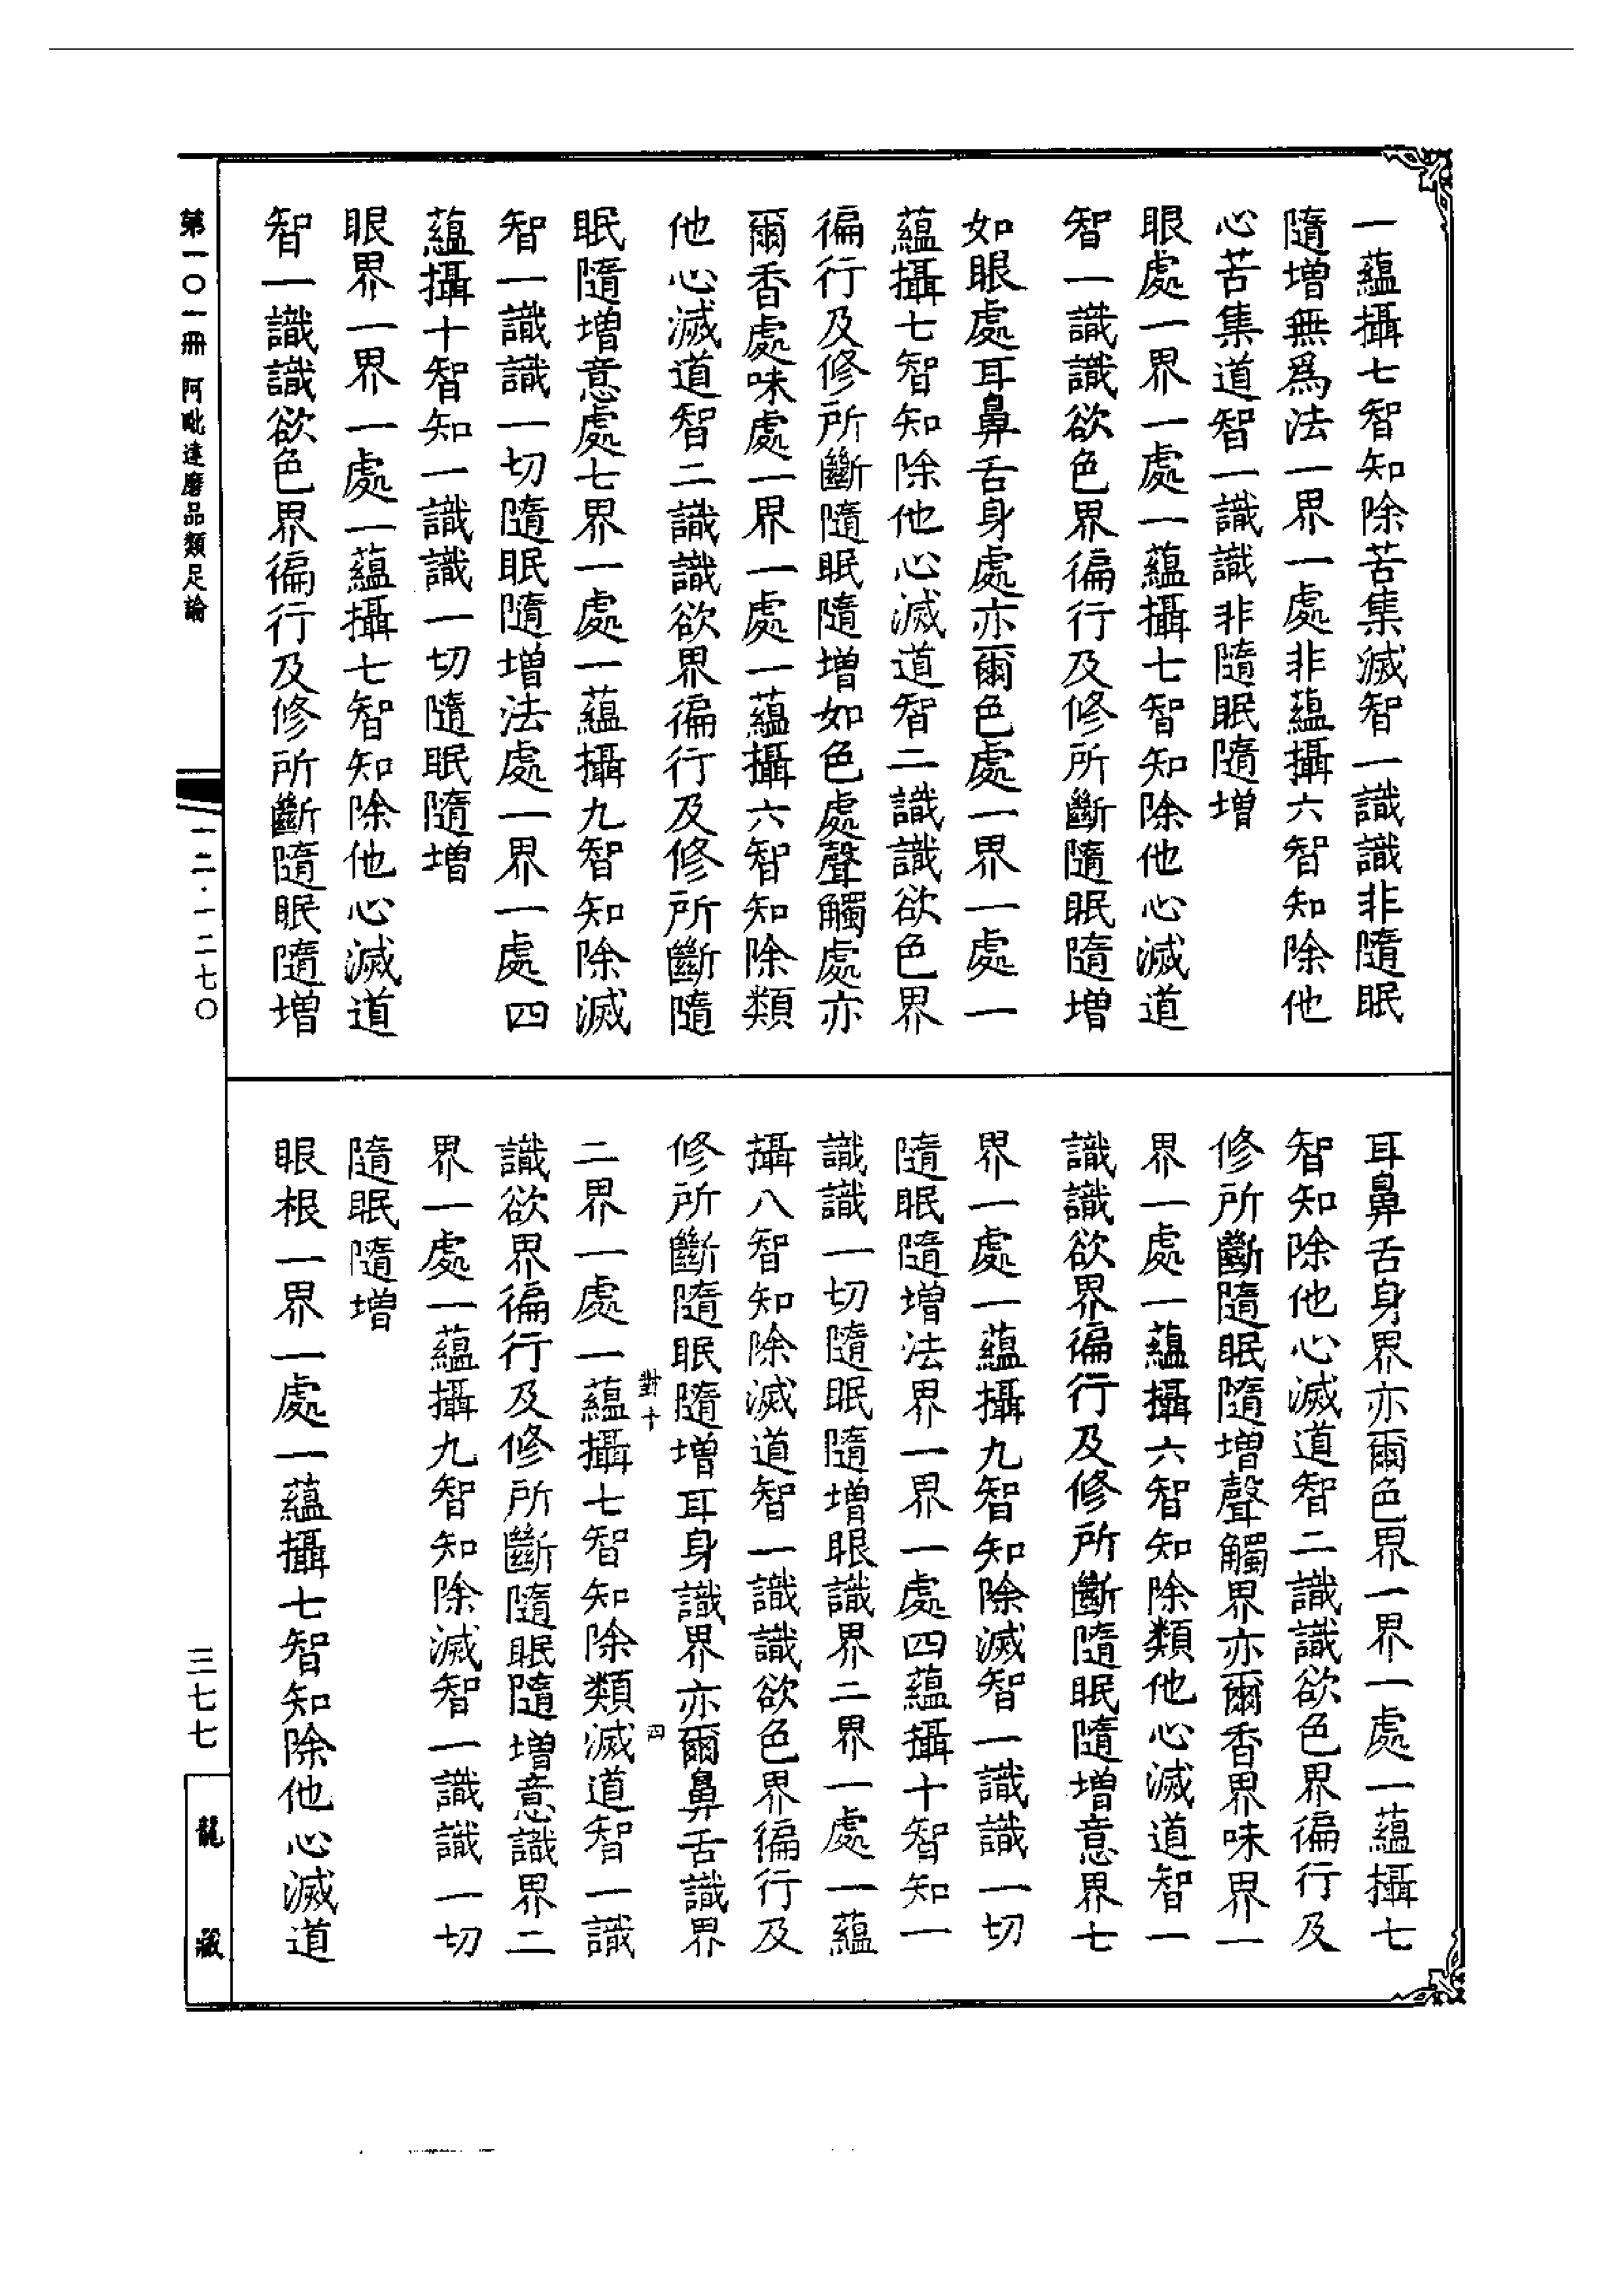 一蘊攝七智知除苦集滅智一識識非隨眠
隨增無爲法一界一處非蘊攝六智知除他
心苦集道智一識識非隨眠隨增
眼處一界一處一蘊攝七智知除他心滅道
智一識識欲色界徧行及修所斷隨眠隨增
如眼處耳鼻舌身處亦爾色處一界一處一
蘊攝七智知除他心滅道智二識識欲色界
徧行及修所斷隨眠隨增如色處聲觸處亦
爾香處味處一界一處一蘊攝六智知除類
他心滅道智二識識欲界徧行及修所斷隨
眠隨增意處七界一處一蘊攝九智知除滅
智一識識一切隨眠隨增法處一界一處四
蘊攝十智知一識識一切隨眠隨增
眼界一界一處一蘊攝七智知除他心滅道
智一識識欲色界徧行及修所斷隨眠隨增
耳鼻舌身界亦爾色界一界一處一蘊攝七
智知除他心滅道智二識識欲色界徧行及
修所斷隨眠隨增聲觸界亦爾香界味界一
界一處一蘊攝六智知除類他心滅道智一
識識欲界徧行及修所斷隨眠隨增意界七
界一處一蘊攝九智知除滅智一識識一切
隨眠隨增法界一界一處四蘊攝十智知一
識識一切隨眠隨增眼識界二界一處一蘊
攝八智知除滅道智一識識欲色界徧行及
修所斷隨眠隨增耳身識界亦爾鼻舌識界
對十 四
二界一處一蘊攝七智知除類滅道智一識
識欲界徧行及修所斷隨眠隨增意識界二
界一處一蘊攝九智知除滅智一識識一切
隨眠隨增
眼根一界一處一蘊攝七智知除他心滅道
第一〇一冊 阿毗達磨品類足論
一二·一二七〇
三七七
龍藏